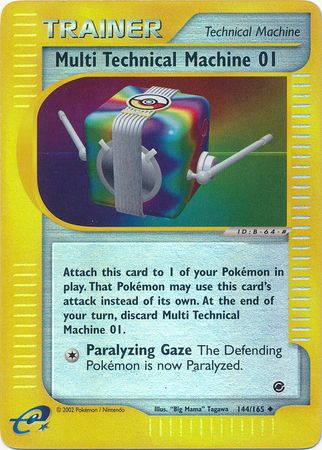 TRAINER
Technical Machine
Multi Technical Machine 01
ID:B-64-#
Attach this card to 1 of your Pokémon in
play. That Pokémon may use this card's
attack instead of its own. At the end of
your turn, discard Multi Technical
Machine 01.
Paralyzing Gaze The Defending
Pokémon is now Paralyzed.
e
© 2002 Pokémon / Nintendo
Illus. "Big Mama" Tagawa
144/165 ◆